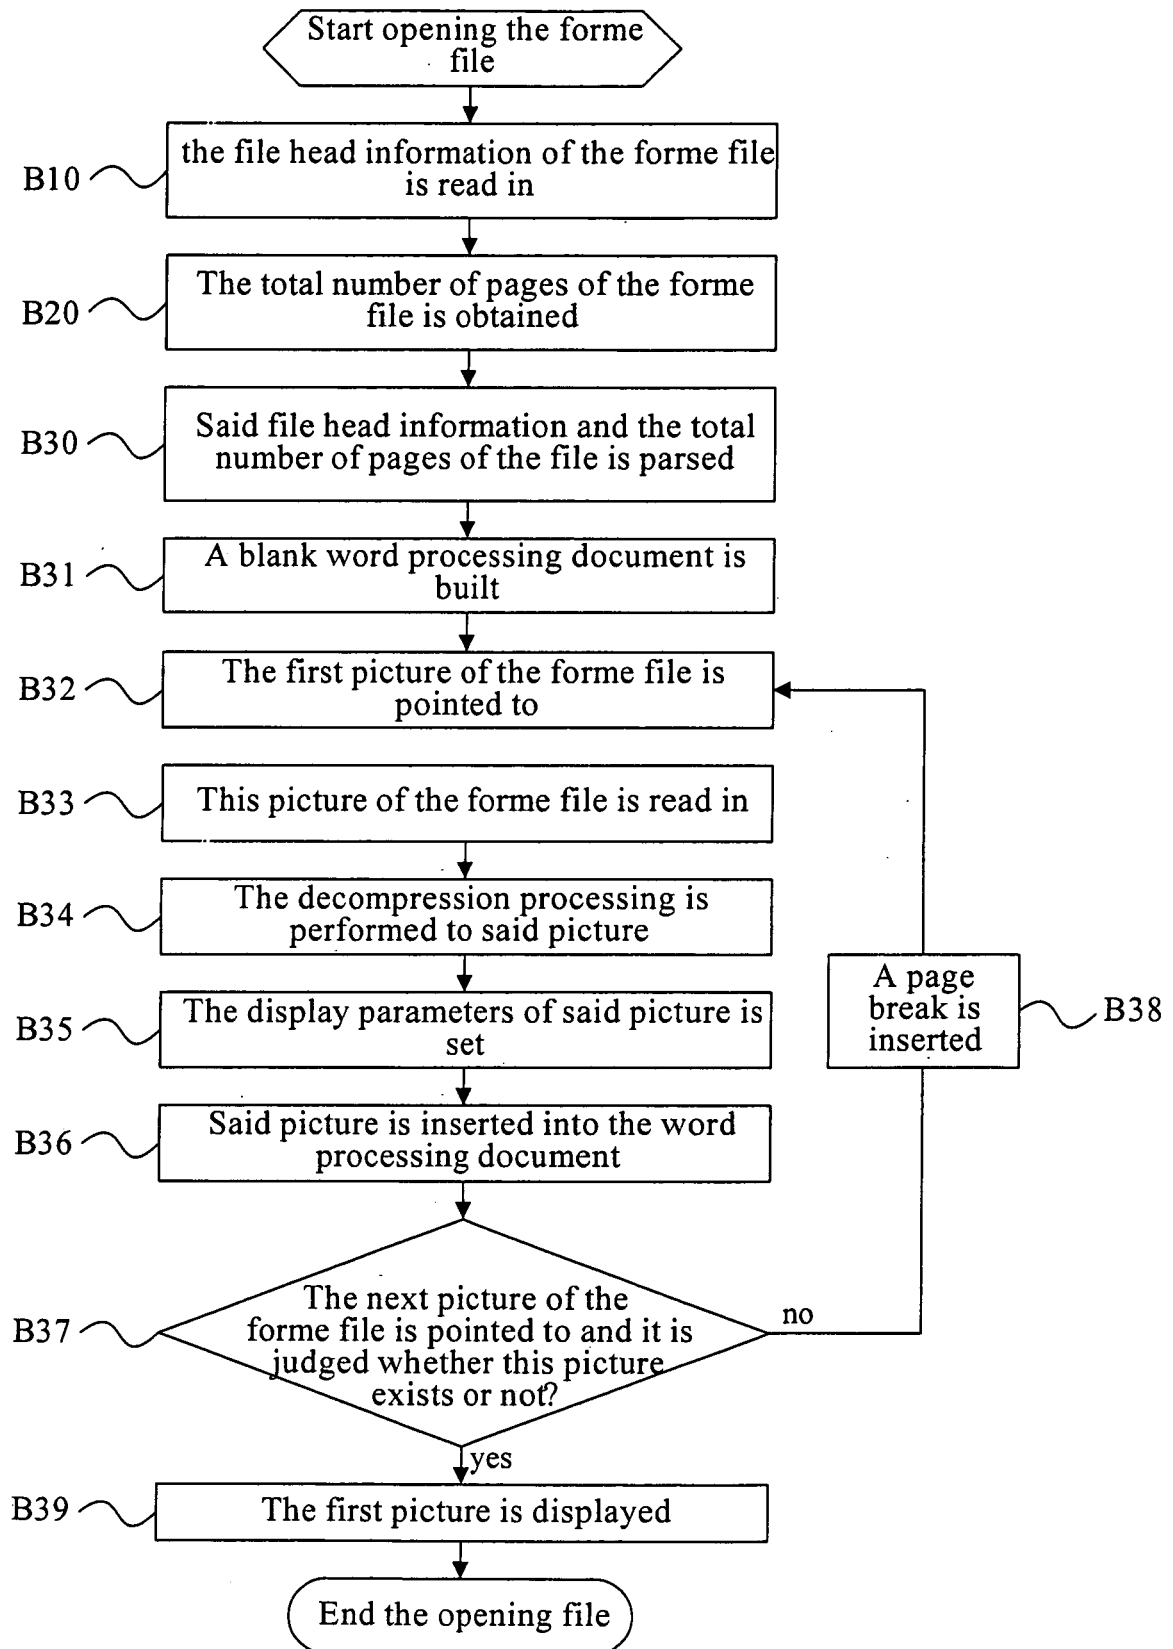 Start opening the forme
file
the file head information of the forme file
is read in
B10
The total number of pages of the forme
file is obtained
B20
Said file head information and the total
number of pages of the file is parsed
B30
A blank word processing document is
built
B31
The first picture of the forme file is
pointed to
B32
This picture of the forme file is read in
B33
The decompression processing is
performed to said picture
B34
The display parameters of said picture is
set
B35
A page
break is
inserted
B38
Said picture is inserted into the word
processing document
B36
The next picture of the
forme file is pointed to and it is
judged whether this picture
exists or not?
B37
no
yes
The first picture is displayed
B39
End the opening file